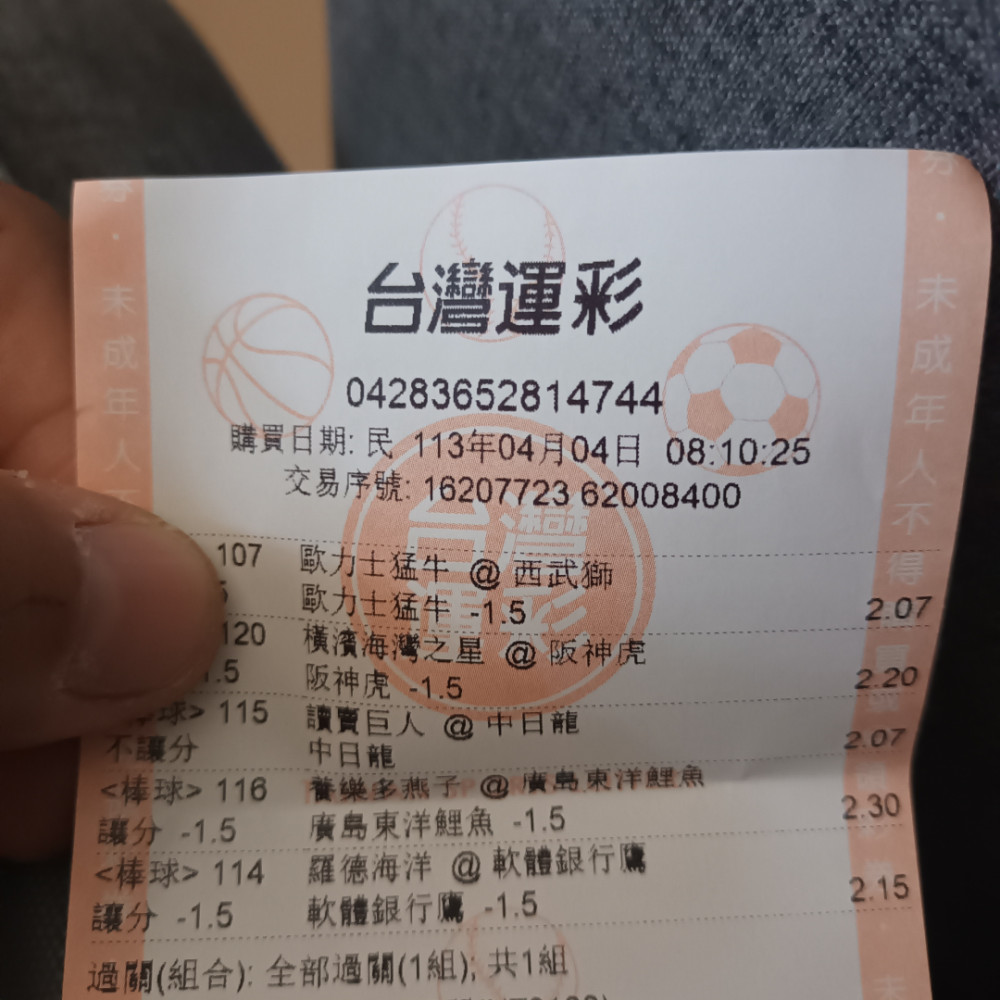 台灣運彩
04283652814744
購買日期: 民 113年04月04日 08:10:25
交易序號: 16207723 62008400
107 歐力士猛牛 @ 西武獅
歐力士猛牛 -1.5 2.07
120 橫濱海灣之星 @ 阪神虎
.5 阪神虎 -1.5 2.20
棒球> 115 讀賣巨人 @ 中日龍
不讓分 中日龍 2.07
<棒球> 116 養樂多燕子 @ 廣島東洋鯉魚
讓分 -1.5 廣島東洋鯉魚 -1.5 2.30
<棒球> 114 羅德海洋 @ 軟體銀行鷹
讓分 -1.5 軟體銀行鷹 -1.5 2.15
過關(組合): 全部過關(1組); 共1組
未成年人不
未成年人不得
台灣運彩